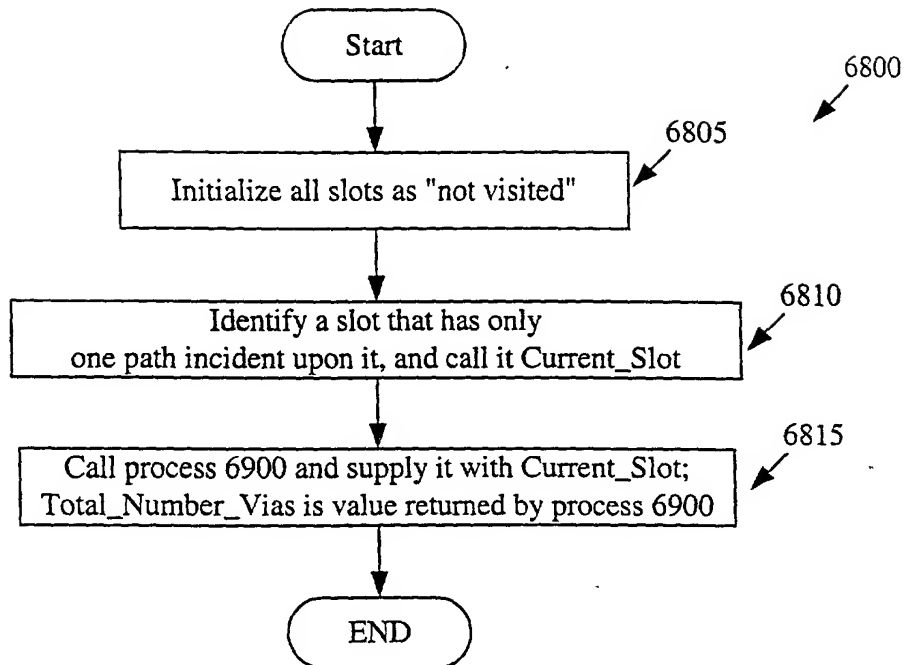 Start
6800
6805
Initialize all slots as "not visited"
6810
Identify a slot that has only
one path incident upon it, and call it Current_Slot
6815
Call process 6900 and supply it with Current_Slot;
Total_Number_Vias is value returned by process 6900
END